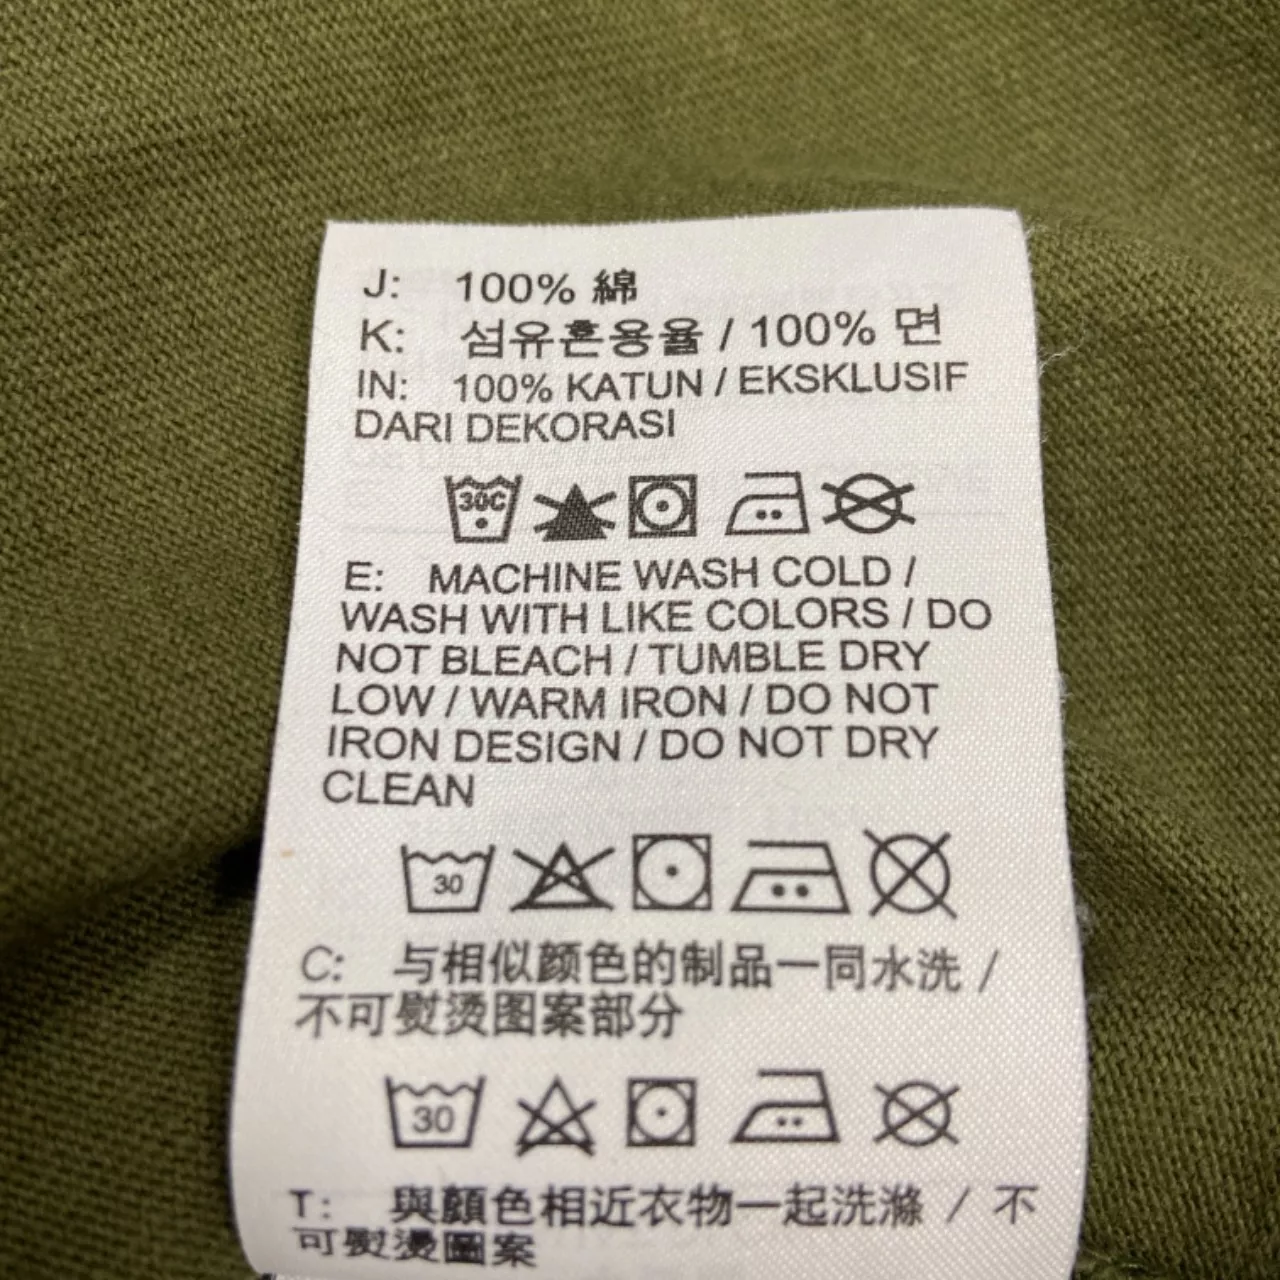 J: 100% 綿
K: 섬유혼용율 / 100% 면
IN: 100% KATUN / EKSKLUSIF
DARI DEKORASI
30C
E: MACHINE WASH COLD /
WASH WITH LIKE COLORS / DO
NOT BLEACH / TUMBLE DRY
LOW / WARM IRON / DO NOT
IRON DESIGN / DO NOT DRY
CLEAN
30
C: 与相似颜色的制品一同水洗 /
不可熨烫图案部分
30
T: 與顏色相近衣物一起洗滌 / 不
可熨燙圖案